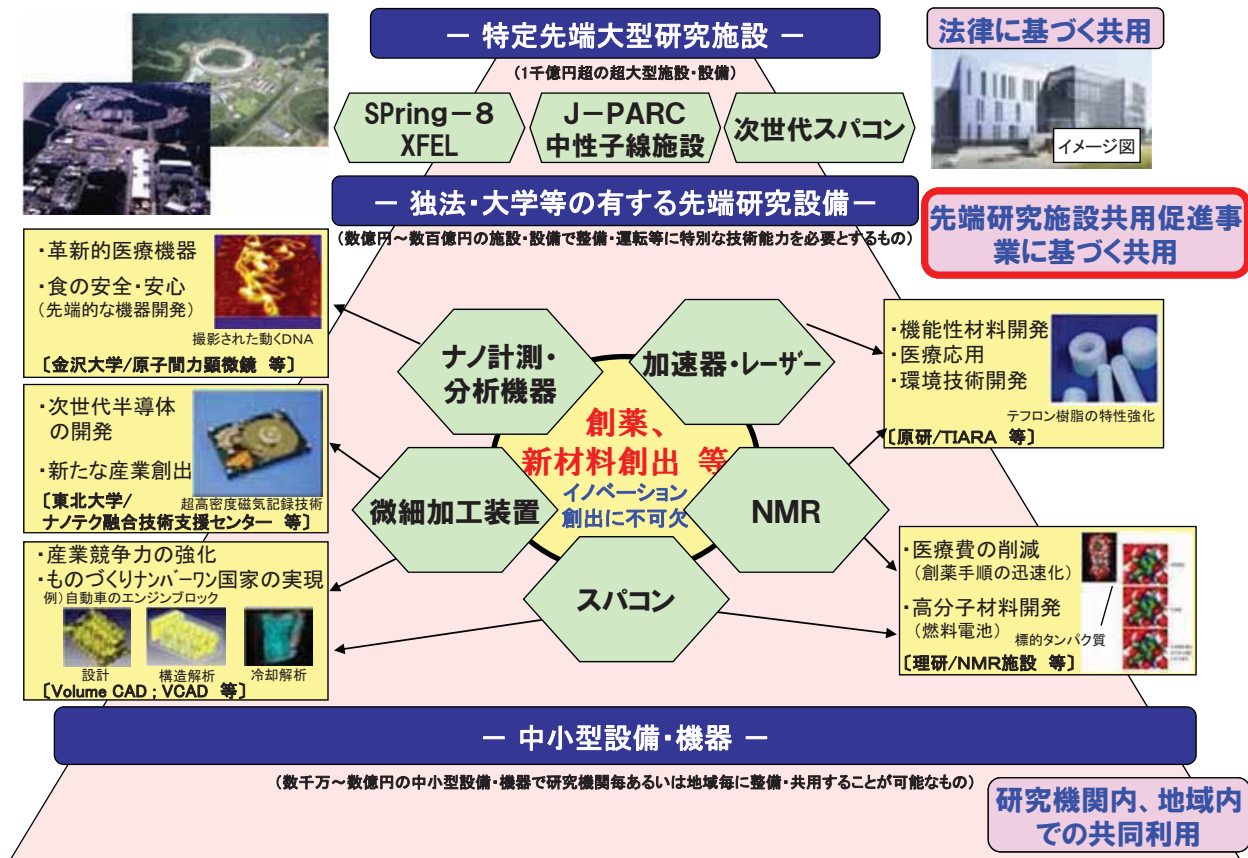 ― 特定先端大型研究施設 ―
(1千億円超の超大型施設・設備)
法律に基づく共用
SPring－8
XFEL
J－PARC
中性子線施設
次世代スパコン
イメージ図
― 独法・大学等の有する先端研究設備―
(数億円～数百億円の施設・設備で整備・運転等に特別な技術能力を必要とするもの)
先端研究施設共用促進事
業に基づく共用
・革新的医療機器
・食の安全・安心
(先端的な機器開発)
撮影された動くDNA
〔金沢大学/原子間力顕微鏡 等〕
・次世代半導体
の開発
・新たな産業創出
超高密度磁気記録技術
〔東北大学/
ナノテク融合技術支援センター 等〕
・産業競争力の強化
・ものづくりナンバーワン国家の実現
例)自動車のエンジンブロック
設計
構造解析
冷却解析
〔Volume CAD ; VCAD 等〕
ナノ計測・
分析機器
加速器・レーザー
創薬、
新材料創出 等
イノベーション
創出に不可欠
微細加工装置
NMR
スパコン
・機能性材料開発
・医療応用
・環境技術開発
テフロン樹脂の特性強化
〔原研/TIARA 等〕
・医療費の削減
(創薬手順の迅速化)
・高分子材料開発
(燃料電池)
標的タンパク質
〔理研/NMR施設 等〕
― 中小型設備・機器 ―
(数千万～数億円の中小型設備・機器で研究機関毎あるいは地域毎に整備・共用することが可能なもの)
研究機関内、地域内
での共同利用